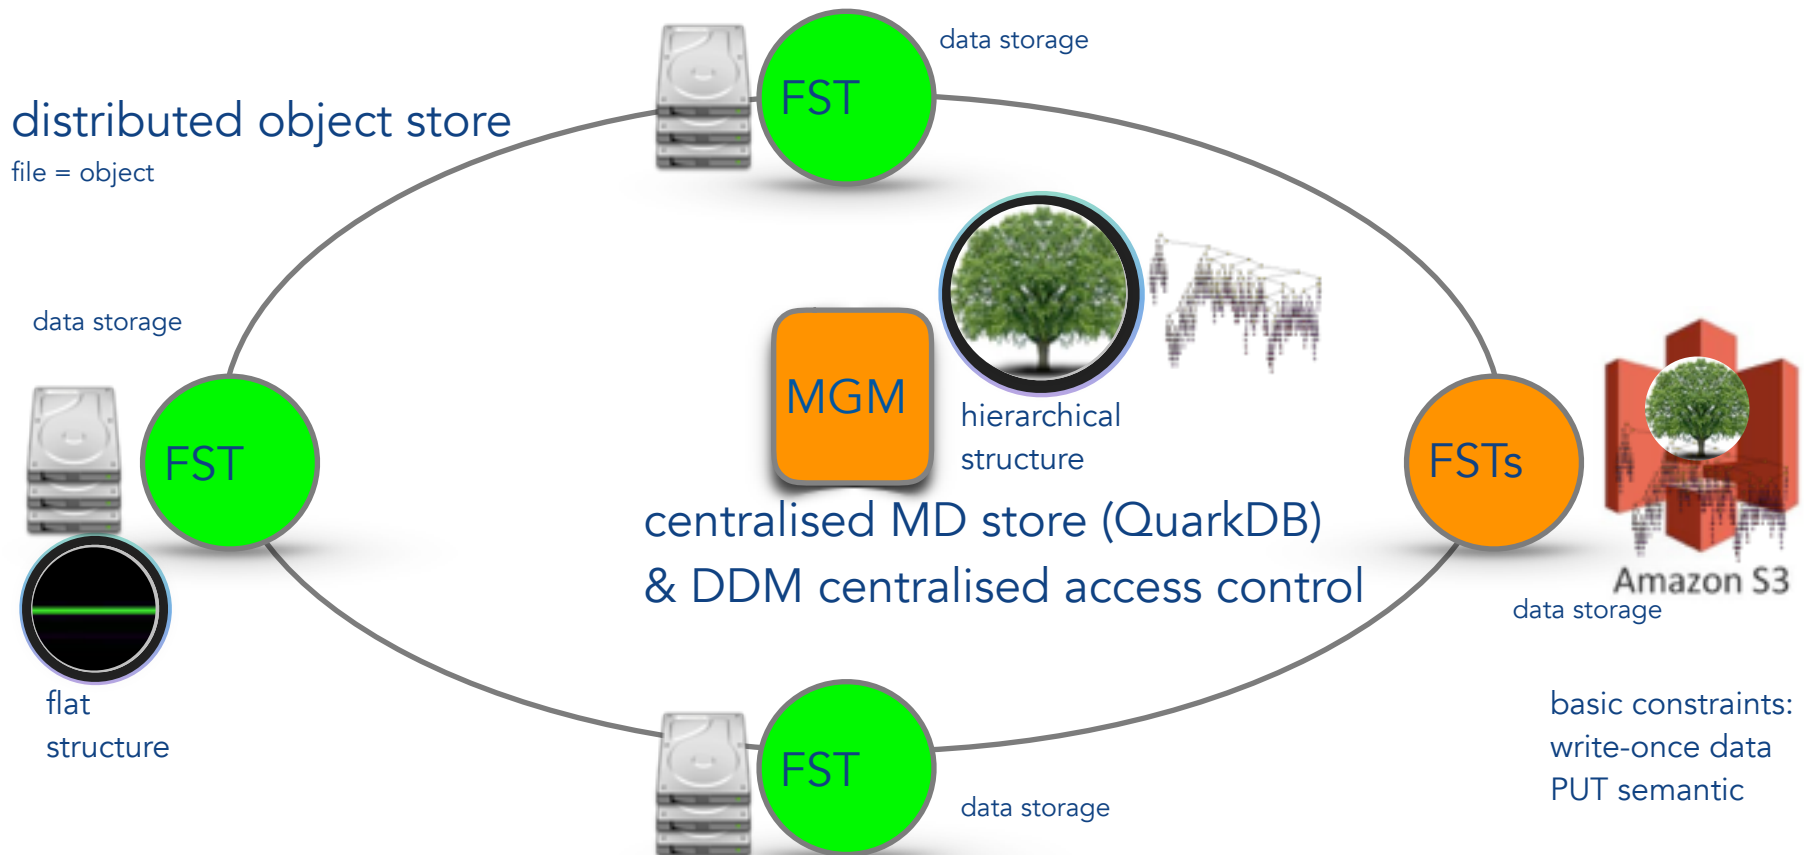 data storage
FST
distributed object store
file = object
data storage
MGM
hierarchical
structure
FST
FSTs
centralised MD store (QuarkDB)
& DDM centralised access control
Amazon S3
data storage
flat
structure
basic constraints:
write-once data
PUT semantic
FST
data storage